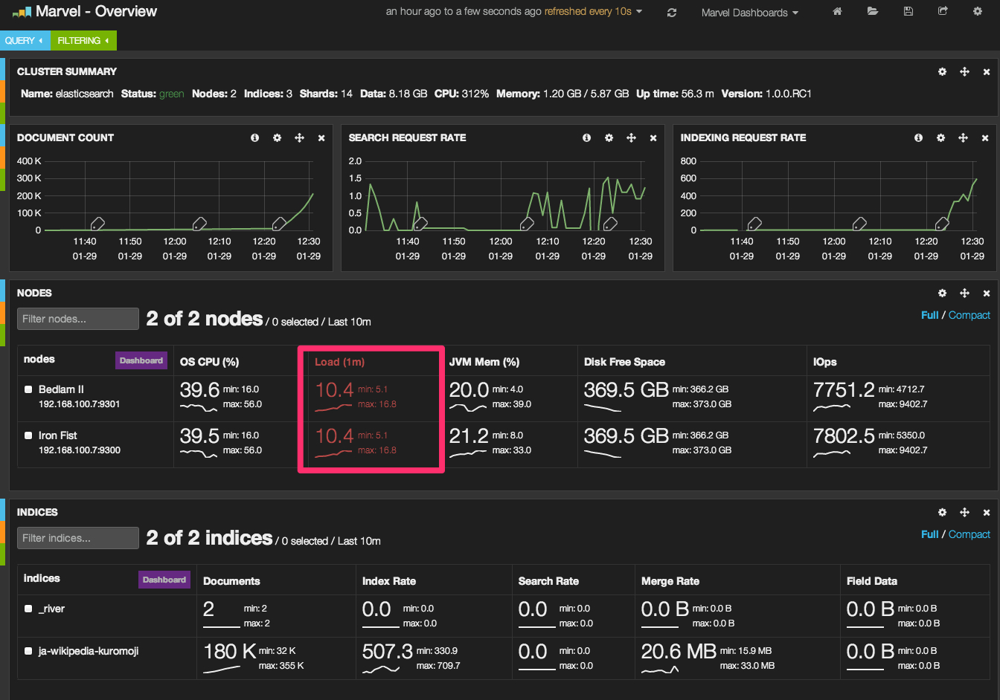 Marvel - Overview an hour ago to a few seconds ago refreshed every 10s Marvel Dashboards
QUERY FILTERING
CLUSTER SUMMARY
Name: elasticsearch Status: green Nodes: 2 Indices: 3 Shards: 14 Data: 8.18 GB CPU: 312% Memory: 1.20 GB / 5.87 GB Up time: 56.3 m Version: 1.0.0.RC1
DOCUMENT COUNT
400 K
300 K
200 K
100 K
0
11:40 11:50 12:00 12:10 12:20 12:30
01-29 01-29 01-29 01-29 01-29 01-29
SEARCH REQUEST RATE
2.0
1.5
1.0
0.5
0.0
11:40 11:50 12:00 12:10 12:20 12:30
01-29 01-29 01-29 01-29 01-29 01-29
INDEXING REQUEST RATE
800
600
400
200
0
11:40 11:50 12:00 12:10 12:20 12:30
01-29 01-29 01-29 01-29 01-29 01-29
NODES
Filter nodes... 2 of 2 nodes / 0 selected / Last 10m Full / Compact
nodes Dashboard OS CPU (%) Load (1m) JVM Mem (%) Disk Free Space IOps
Bedlam II 39.6 min: 16.0 10.4 min: 5.1 20.0 min: 4.0 369.5 GB min: 366.2 GB 7751.2 min: 4712.7
192.168.100.7:9301 max: 56.0 max: 16.8 max: 39.0 max: 373.0 GB max: 9402.7
Iron Fist 39.5 min: 16.0 10.4 min: 5.1 21.2 min: 8.0 369.5 GB min: 366.2 GB 7802.5 min: 5350.0
192.168.100.7:9300 max: 56.0 max: 16.8 max: 33.0 max: 373.0 GB max: 9402.7
INDICES
Filter indices... 2 of 2 indices / 0 selected / Last 10m Full / Compact
indices Dashboard Documents Index Rate Search Rate Merge Rate Field Data
_river 2 min: 2 0.0 min: 0.0 0.0 min: 0.0 0.0 B min: 0.0 B 0.0 B min: 0.0 B
max: 2 max: 0.0 max: 0.0 max: 0.0 B max: 0.0 B
ja-wikipedia-kuromoji 180 K min: 32 K 507.3 min: 330.9 0.0 min: 0.0 20.6 MB min: 15.9 MB 0.0 B min: 0.0 B
max: 355 K max: 709.7 max: 0.0 max: 33.0 MB max: 0.0 B